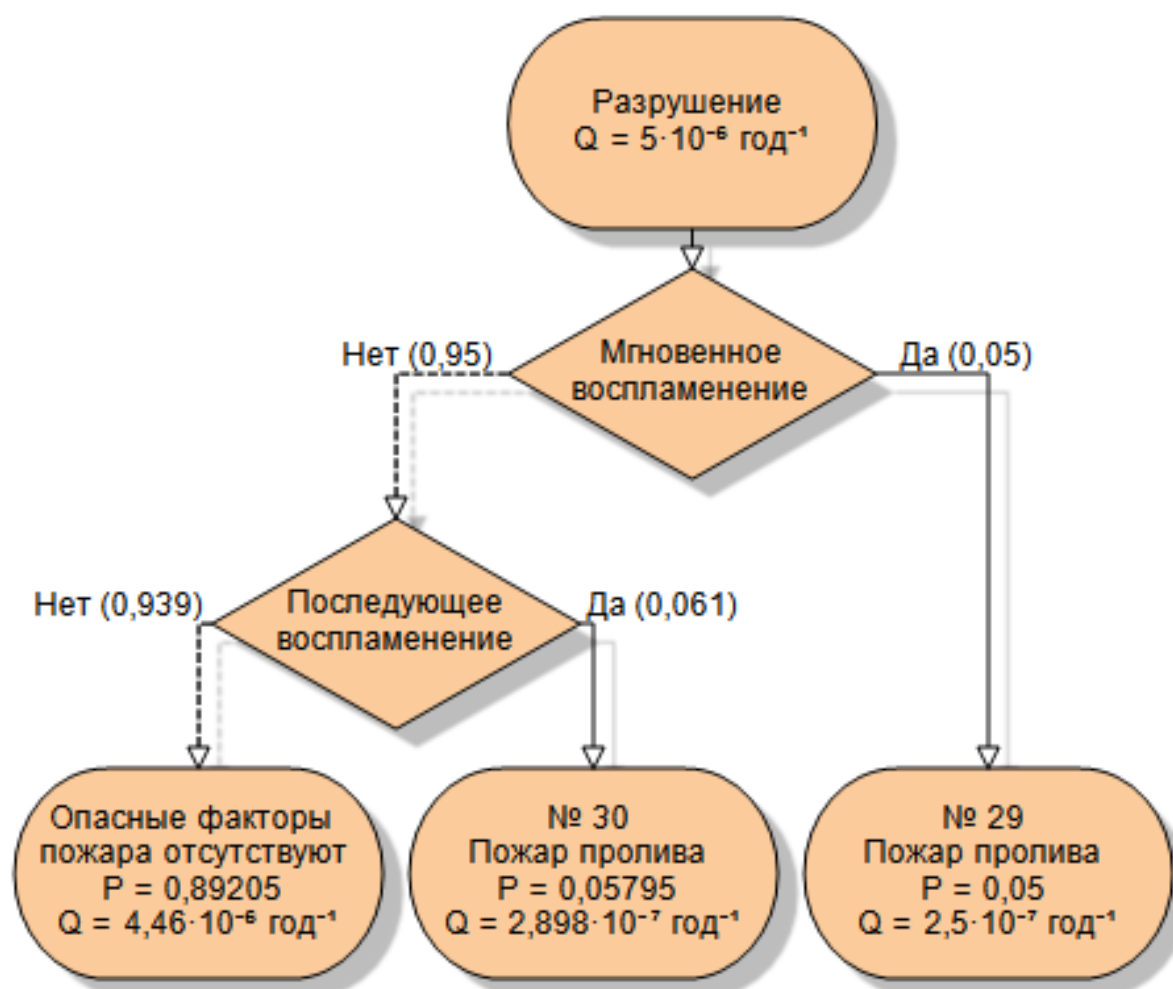 Разрушение
Q = 5·10⁻⁶ год⁻¹
Нет (0,95)
Мгновенное
воспламенение
Да (0,05)
Нет (0,939)
Последующее
воспламенение
Да (0,061)
Опасные факторы
пожара отсутствуют
P = 0,89205
Q = 4,46·10⁻⁶ год⁻¹
№ 30
Пожар пролива
P = 0,05795
Q = 2,898·10⁻⁷ год⁻¹
№ 29
Пожар пролива
P = 0,05
Q = 2,5·10⁻⁷ год⁻¹